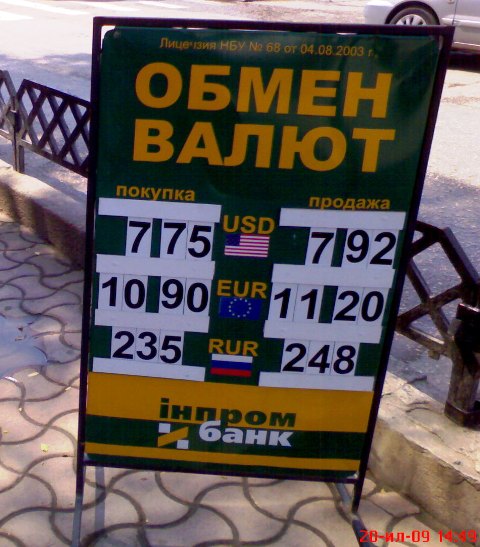 Лицензия НБУ № 68 от 04.08.2003 г.
ОБМЕН
ВАЛЮТ
покупка продажа
7 75 USD 7 92
10 90 EUR 11 20
235 RUR 248
інпром
банк
20-ил-09 14:49